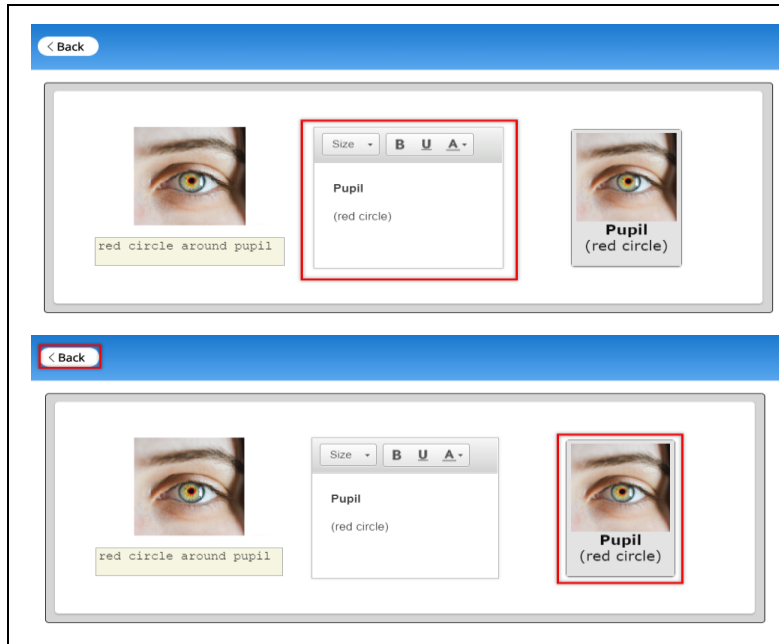 < Back
Size B U A
Pupil
(red circle)
red circle around pupil
Pupil
(red circle)
< Back
Size B U A
Pupil
(red circle)
red circle around pupil
Pupil
(red circle)